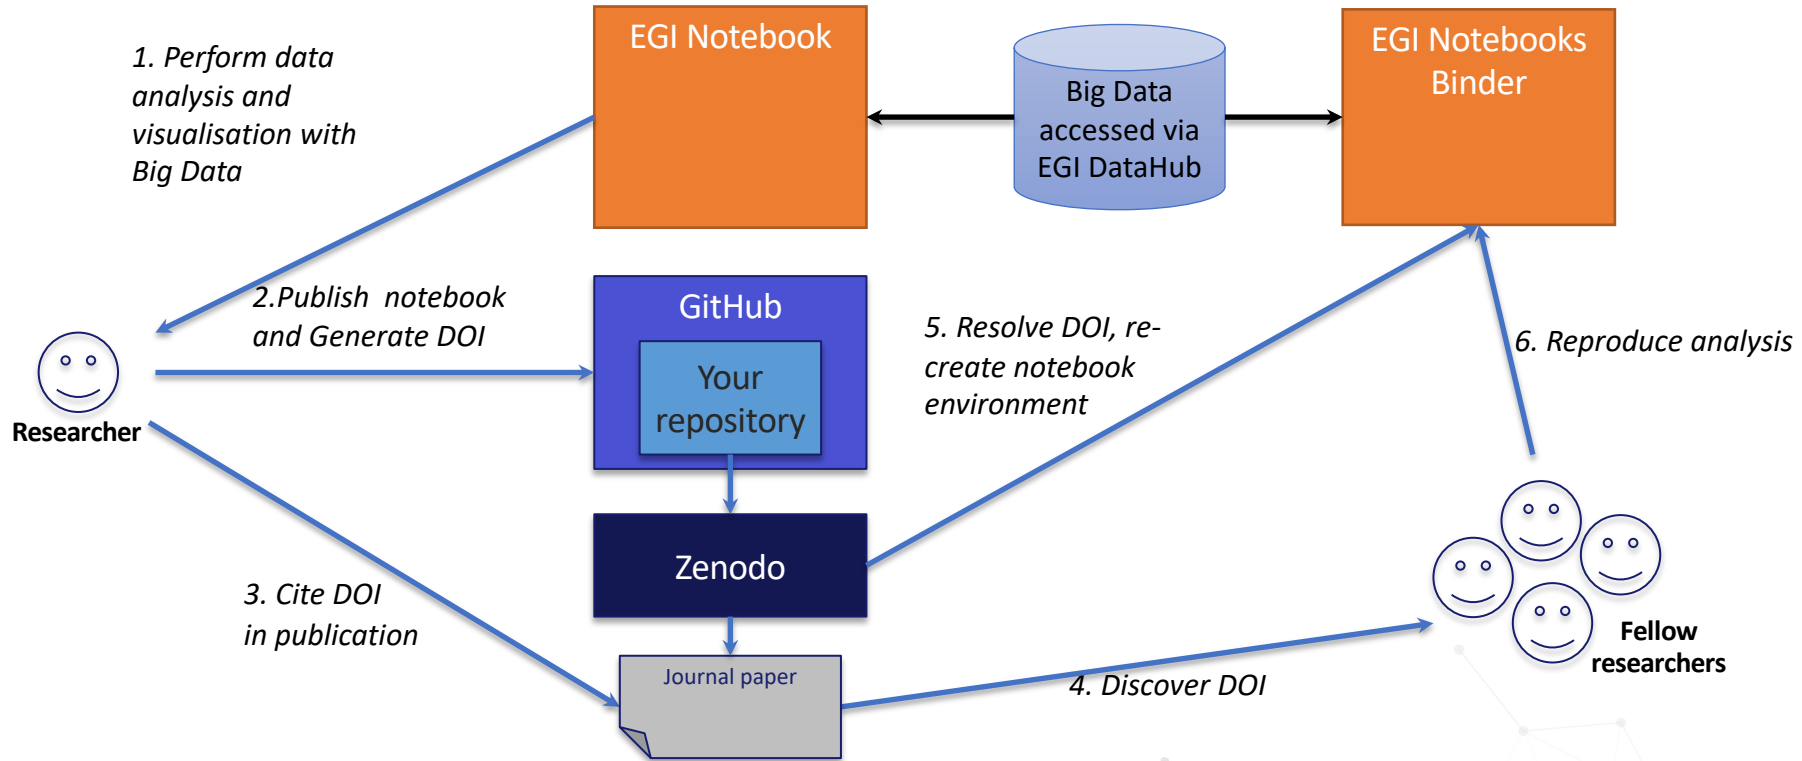 1. Perform data
analysis and
visualisation with
Big Data
EGI Notebook
Big Data
accessed via
EGI DataHub
EGI Notebooks
Binder
2.Publish  notebook
and Generate DOI
GitHub
Your
repository
5. Resolve DOI, re-
create notebook
environment
6. Reproduce analysis
Researcher
Zenodo
3. Cite DOI
in publication
Journal paper
4. Discover DOI
Fellow
researchers